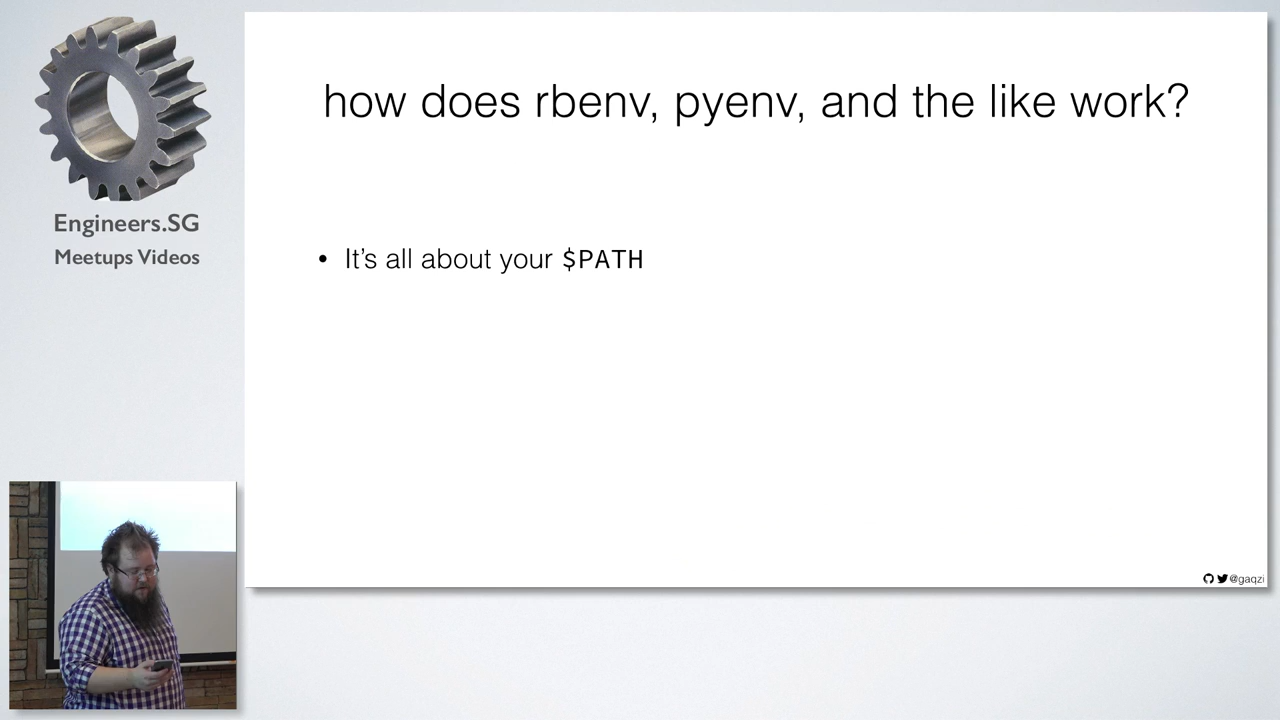 Engineers.SG
Meetups Videos
how does rbenv, pyenv, and the like work?
• It's all about your $PATH
@gaqzi